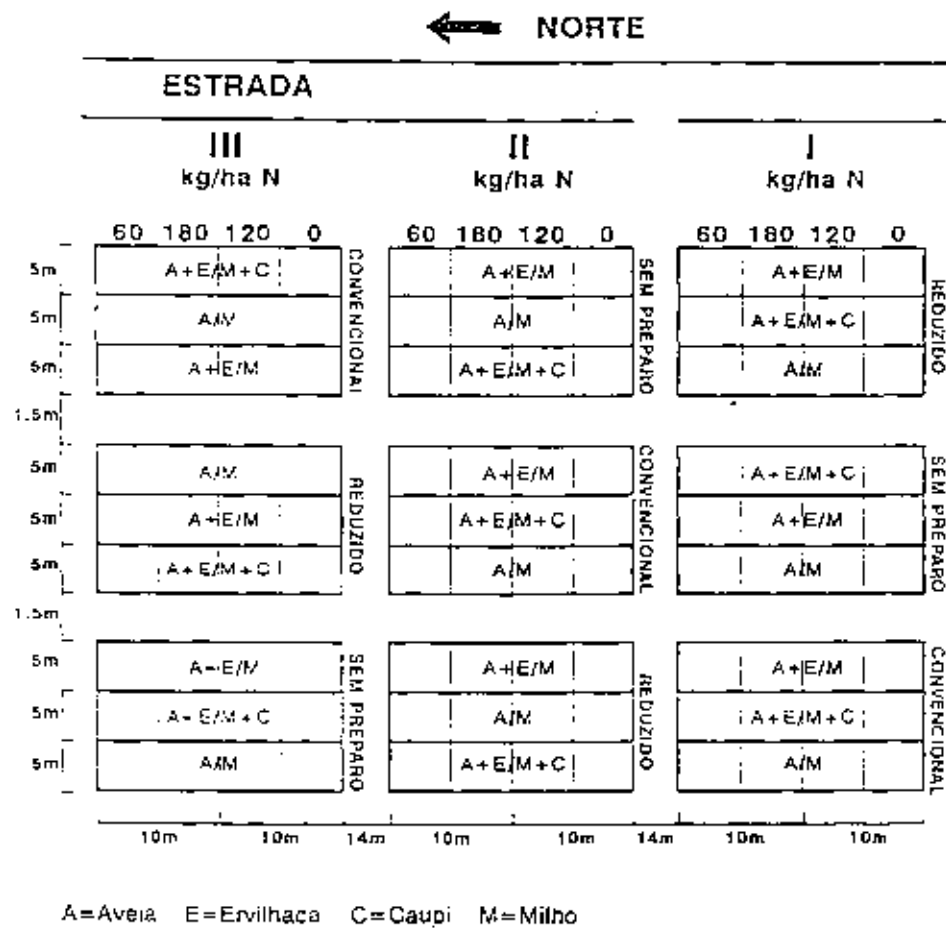 NORTE
ESTRADA
III II I
kg/ha N kg/ha N kg/ha N
60 180 120 0 60 180 120 0 60 180 120 0
5m A+E/M+C A+E/M A+E/M
5m A/M A/M A+E/M+C
5m A+E/M A+E/M+C A/M
CONVENCIONAL SEM PREPARO REDUZIDO
1.5m
5m A/M A+E/M A+E/M+C
5m A+E/M A+E/M+C A+E/M
5m A+E/M+C A/M A/M
REDUZIDO CONVENCIONAL SEM PREPARO
1.5m
5m A+E/M A+E/M A+E/M
5m A+E/M+C A/M A+E/M+C
5m A/M A+E/M+C A/M
SEM PREPARO REDUZIDO CONVENCIONAL
10m 10m 14m 10m 10m 14m 10m 10m
A=Aveia E=Ervilhaca C=Caupi M=Milho